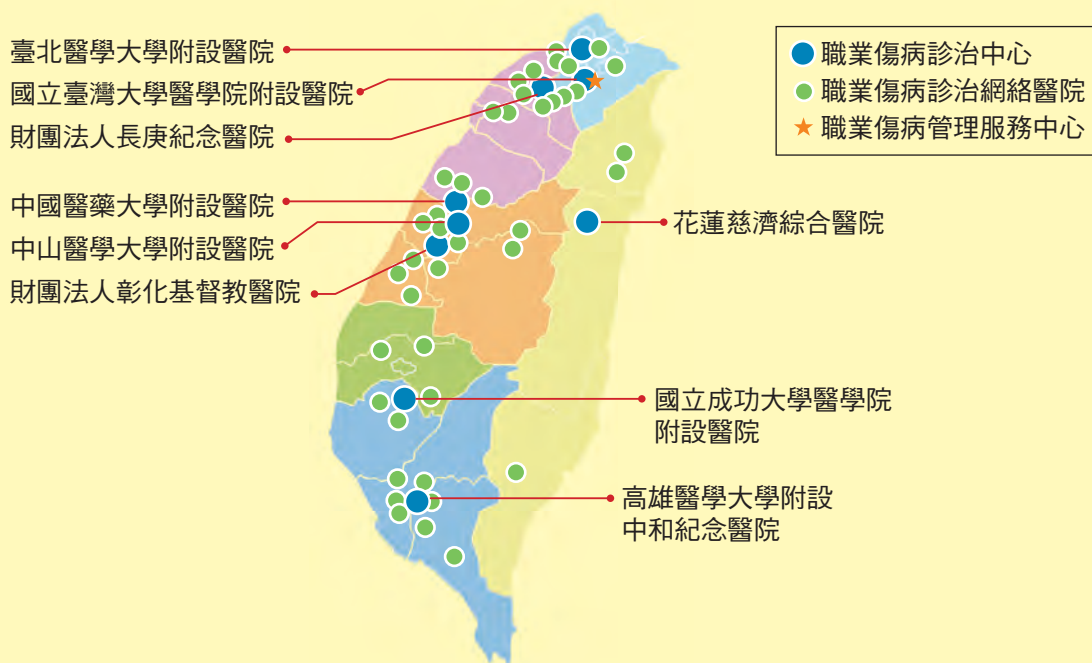 臺北醫學大學附設醫院
國立臺灣大學醫學院附設醫院
財團法人長庚紀念醫院
中國醫藥大學附設醫院
中山醫學大學附設醫院
財團法人彰化基督教醫院
職業傷病診治中心
職業傷病診治網絡醫院
職業傷病管理服務中心
花蓮慈濟綜合醫院
國立成功大學醫學院
附設醫院
高雄醫學大學附設
中和紀念醫院